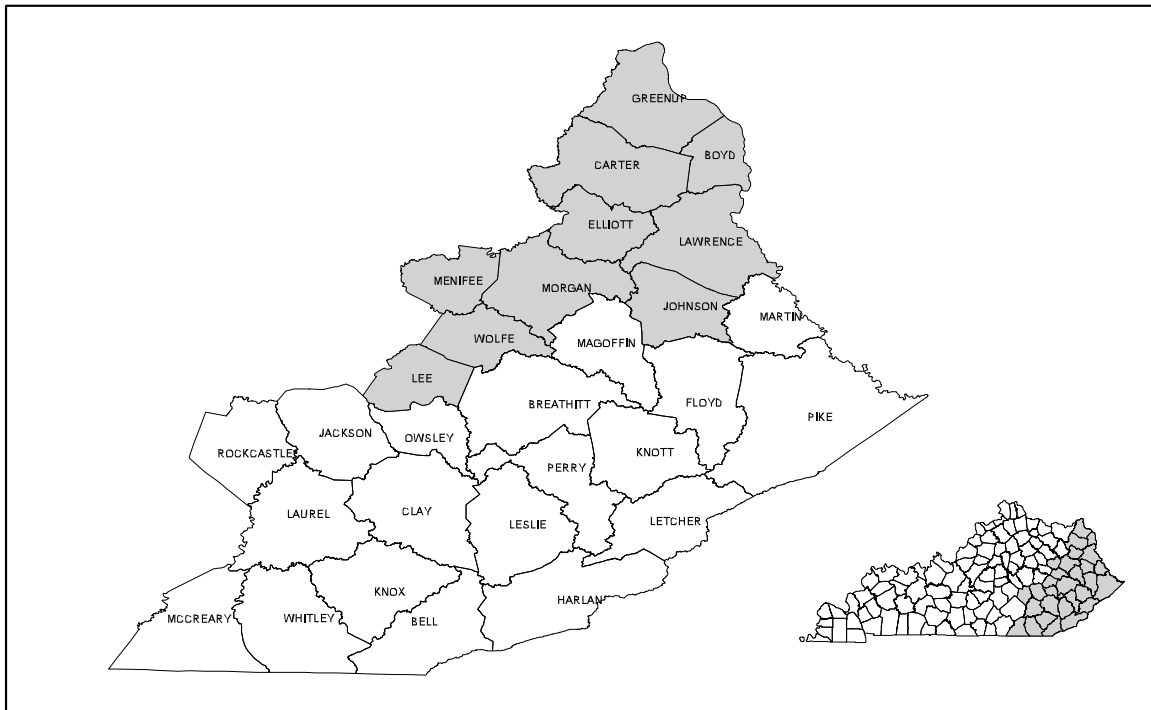 GREENUP
BOYD
CARTER
ELLIOTT
LAWRENCE
MENIFEE
MORGAN
JOHNSON
MARTIN
WOLFE
MAGOFFIN
LEE
BREATHITT
FLOYD
PIKE
JACKSON
OWSLEY
ROCKCASTLE
KNOTT
PERRY
LAUREL
CLAY
LESLIE
LETCHER
KNOX
HARLAN
MCCREARY
WHITLEY
BELL